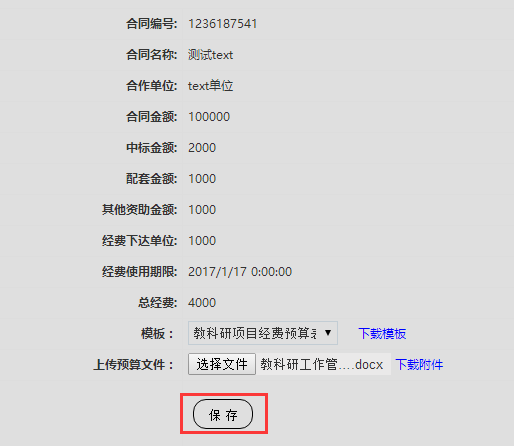 合同编号: 1236187541
合同名称: 测试text
合作单位: text单位
合同金额: 100000
中标金额: 2000
配套金额: 1000
其他资助金额: 1000
经费下达单位: 1000
经费使用期限: 2017/1/17 0:00:00
总经费: 4000
模板： 教科研项目经费预算表 下载模板
上传预算文件： 选择文件 教科研工作管....docx 下载附件
保 存